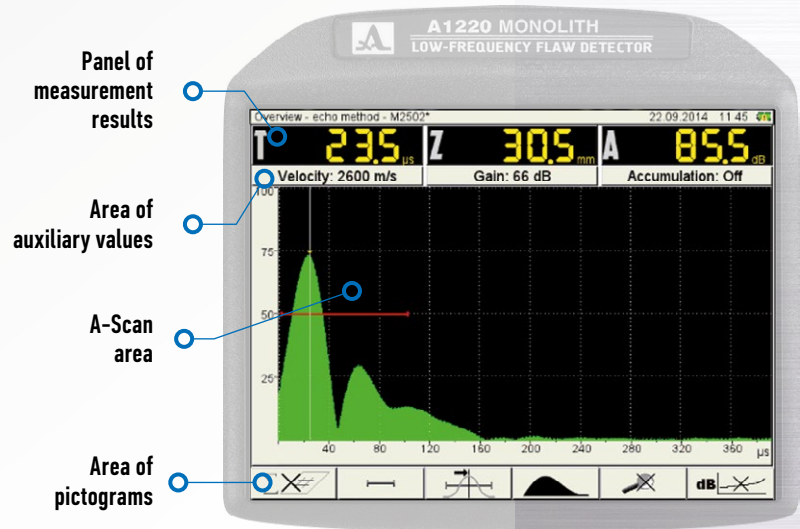 A1220 MONOLITH
LOW-FREQUENCY FLAW DETECTOR
Panel of
measurement
results
Overview - echo method - M2502* 22.09.2014 11 45
T 23.5 µs Z 30.5 mm A 85.5 dB
Velocity: 2600 m/s Gain: 66 dB Accumulation: Off
Area of
auxiliary values
100
75
A-Scan
area
50
25
40 80 120 160 200 240 280 320 360 µs
Area of
pictograms
dB